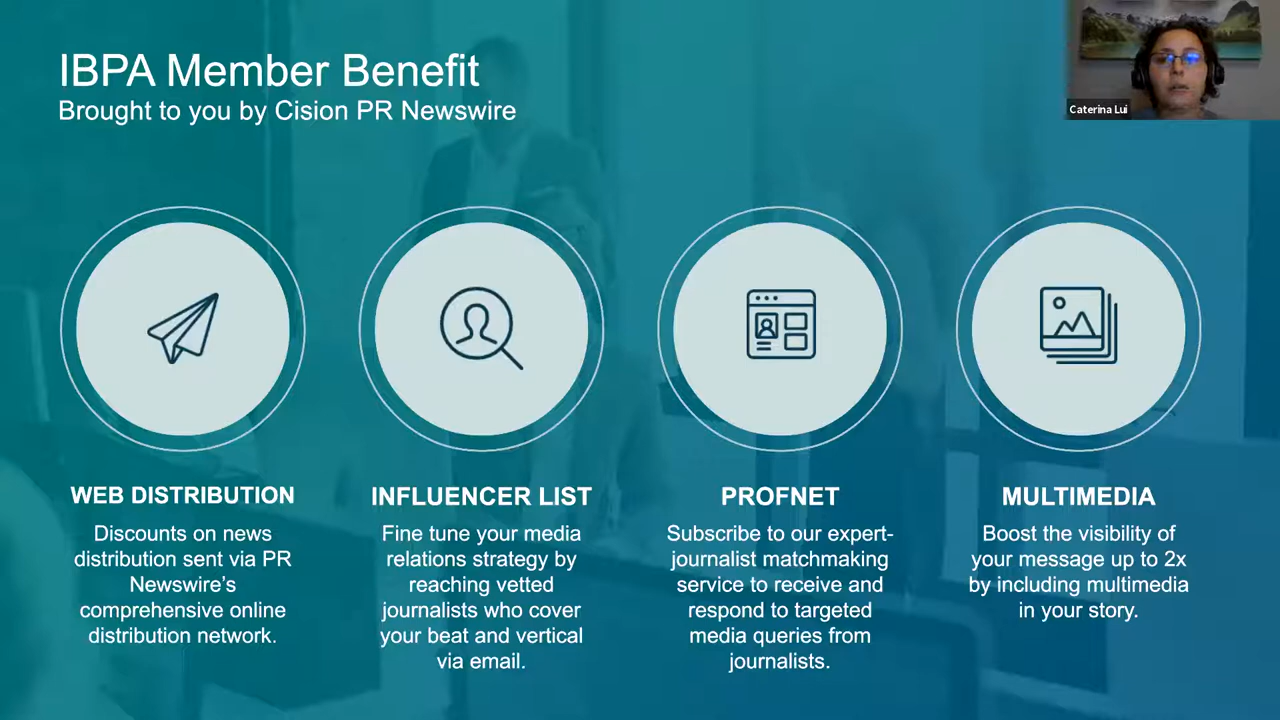 IBPA Member Benefit
Brought to you by Cision PR Newswire
Caterina Lui
WEB DISTRIBUTION
Discounts on news
distribution sent via PR
Newswire's
comprehensive online
distribution network.
INFLUENCER LIST
Fine tune your media
relations strategy by
reaching vetted
journalists who cover
your beat and vertical
via email.
PROFNET
Subscribe to our expert-
journalist matchmaking
service to receive and
respond to targeted
media queries from
journalists.
MULTIMEDIA
Boost the visibility of
your message up to 2x
by including multimedia
in your story.